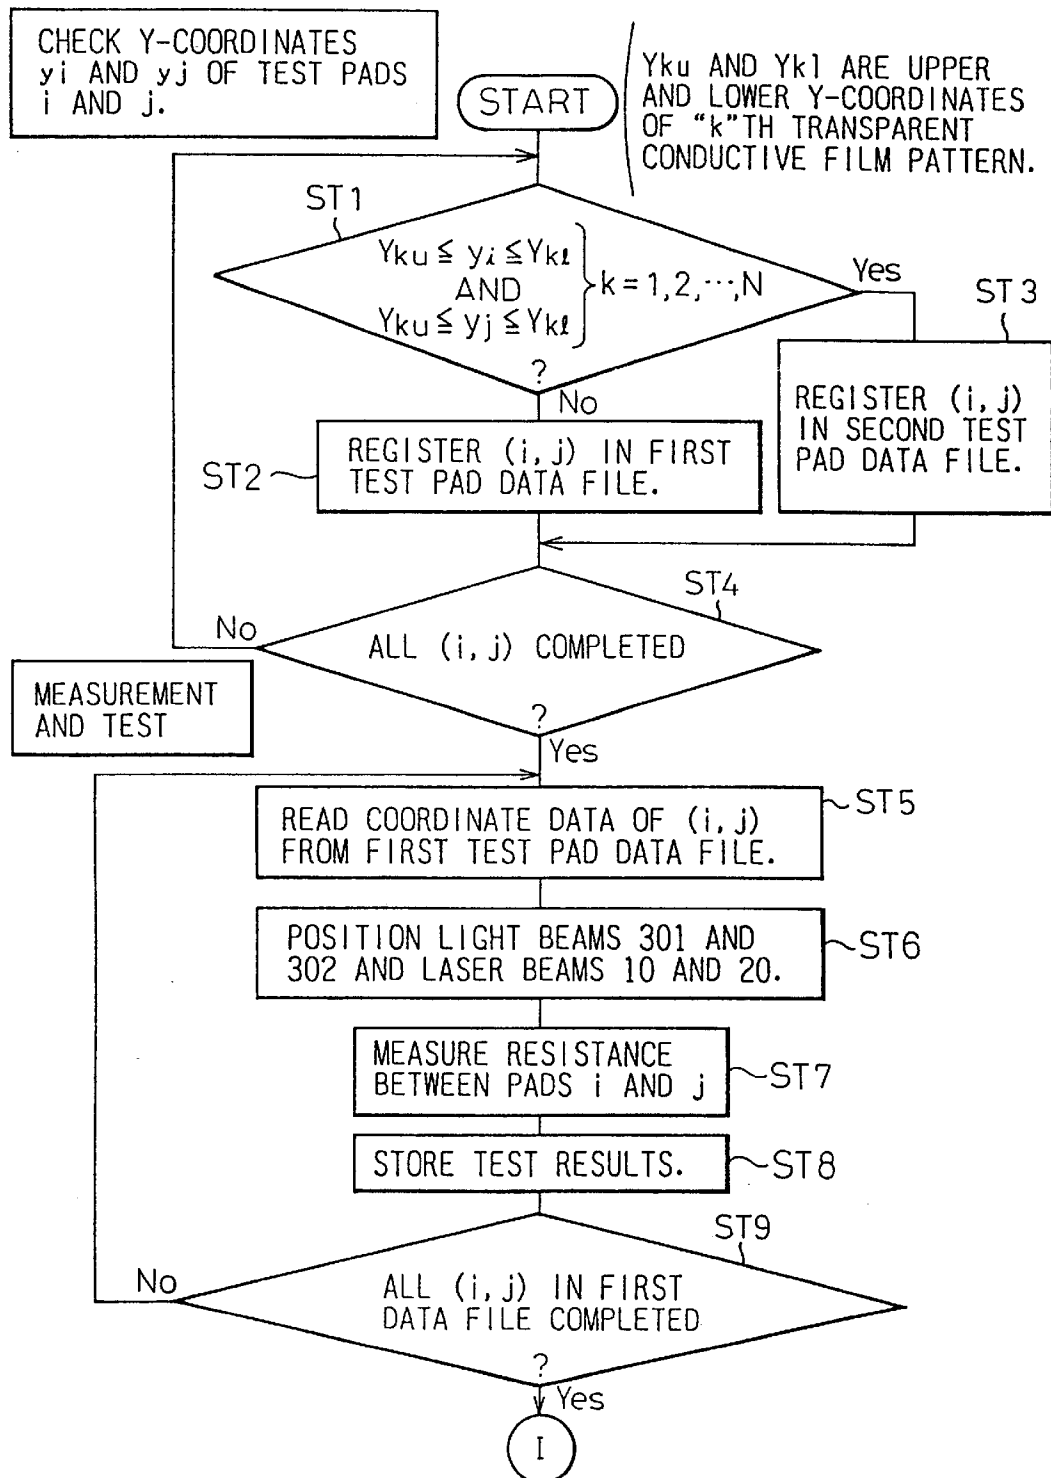 CHECK Y-COORDINATES
yi AND yj OF TEST PADS
i AND j.
START
Yku AND Ykl ARE UPPER
AND LOWER Y-COORDINATES
OF "k"TH TRANSPARENT
CONDUCTIVE FILM PATTERN.
ST1
Yku ≦ yi ≦ Ykℓ
AND
Yku ≦ yj ≦ Ykℓ
k = 1,2,⋯,N
?
Yes
No
ST3
REGISTER (i,j)
IN SECOND TEST
PAD DATA FILE.
ST2
REGISTER (i,j) IN FIRST
TEST PAD DATA FILE.
ST4
ALL (i,j) COMPLETED
?
No
Yes
MEASUREMENT
AND TEST
READ COORDINATE DATA OF (i,j)
FROM FIRST TEST PAD DATA FILE.
ST5
POSITION LIGHT BEAMS 301 AND
302 AND LASER BEAMS 10 AND 20.
ST6
MEASURE RESISTANCE
BETWEEN PADS i AND j
ST7
STORE TEST RESULTS.
ST8
ST9
ALL (i,j) IN FIRST
DATA FILE COMPLETED
?
No
Yes
I